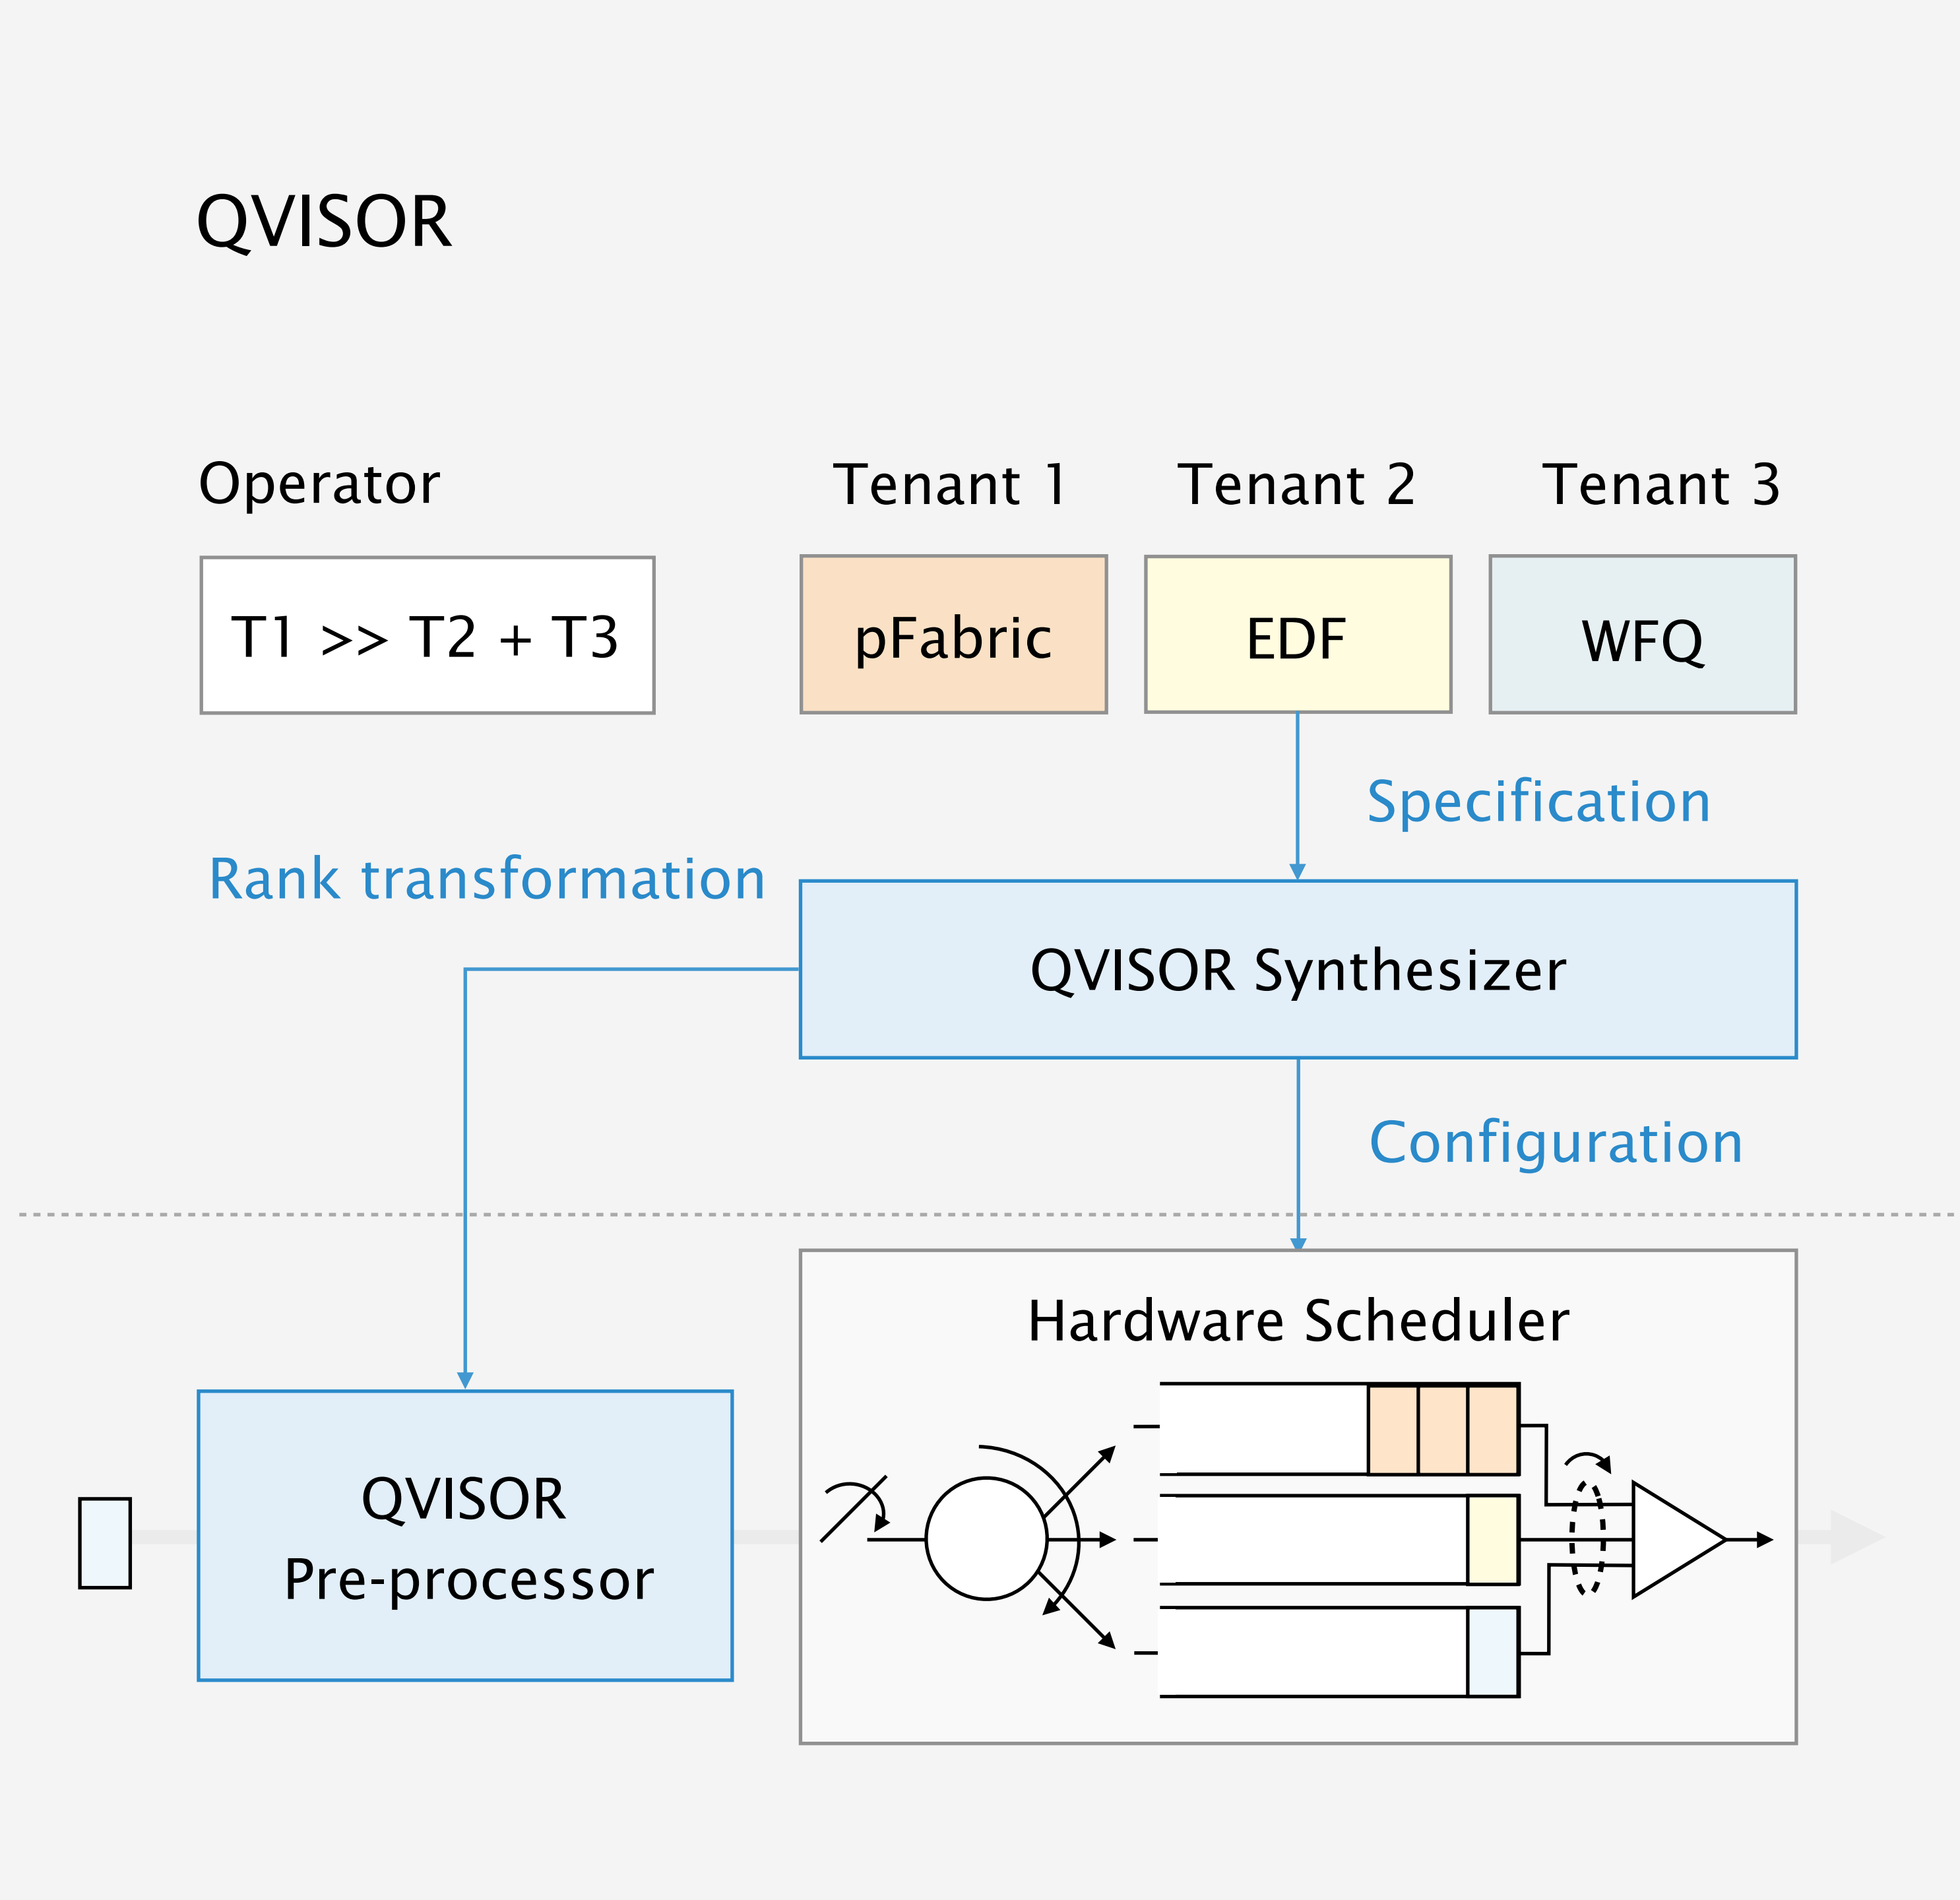 QVISOR
Operator
Tenant 1
Tenant 2
Tenant 3
T1 >> T2 + T3
pFabric
EDF
WFQ
Specification
Rank transformation
QVISOR Synthesizer
Configuration
Hardware Scheduler
QVISOR
Pre-processor